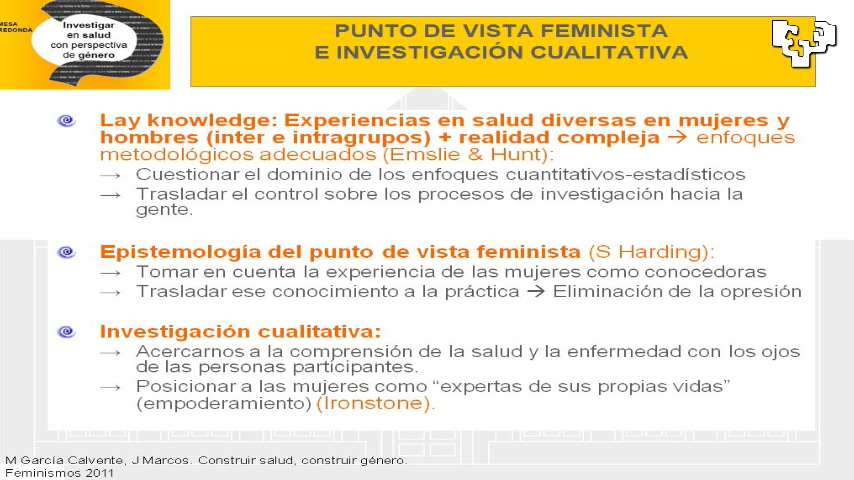 MESA
REDONDA
Investigar
en salud
con perspectiva
de género
PUNTO DE VISTA FEMINISTA
E INVESTIGACIÓN CUALITATIVA
Lay knowledge: Experiencias en salud diversas en mujeres y
hombres (inter e intragrupos) + realidad compleja → enfoques
metodológicos adecuados (Emslie & Hunt):
→ Cuestionar el dominio de los enfoques cuantitativos-estadísticos
→ Trasladar el control sobre los procesos de investigación hacia la
gente.
Epistemología del punto de vista feminista (S Harding):
→ Tomar en cuenta la experiencia de las mujeres como conocedoras
→ Trasladar ese conocimiento a la práctica → Eliminación de la opresión
Investigación cualitativa:
→ Acercarnos a la comprensión de la salud y la enfermedad con los ojos
de las personas participantes.
→ Posicionar a las mujeres como “expertas de sus propias vidas”
(empoderamiento) (Ironstone).
M García Calvente, J Marcos. Construir salud, construir género.
Feminismos 2011